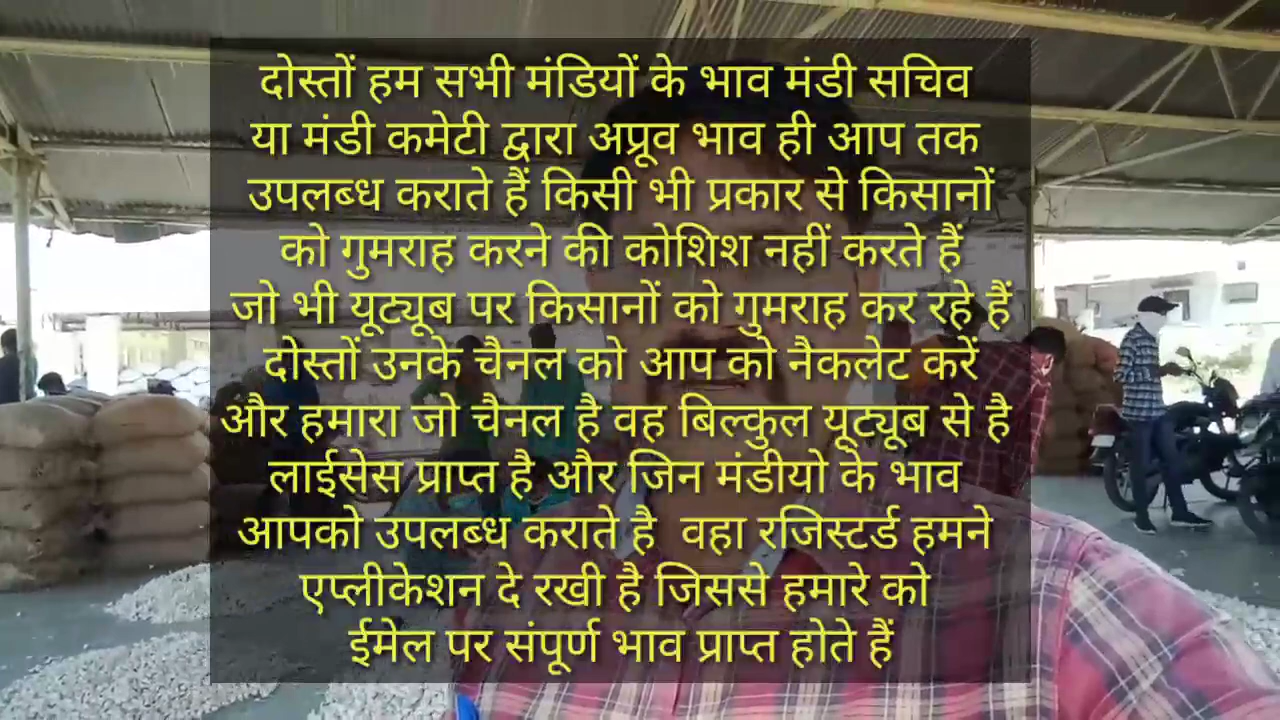 दोस्तों हम सभी मंडियों के भाव मंडी सचिव
या मंडी कमेटी द्वारा अप्रूव भाव ही आप तक
उपलब्ध कराते हैं किसी भी प्रकार से किसानों
को गुमराह करने की कोशिश नहीं करते हैं
जो भी यूट्यूब पर किसानों को गुमराह कर रहे हैं
दोस्तों उनके चैनल को आप को नैकलेट करें
और हमारा जो चैनल है वह बिल्कुल यूट्यूब से है
लाईसेस प्राप्त है और जिन मंडीयो के भाव
आपको उपलब्ध कराते है वहा रजिस्टर्ड हमने
एप्लीकेशन दे रखी है जिससे हमारे को
ईमेल पर संपूर्ण भाव प्राप्त होते हैं